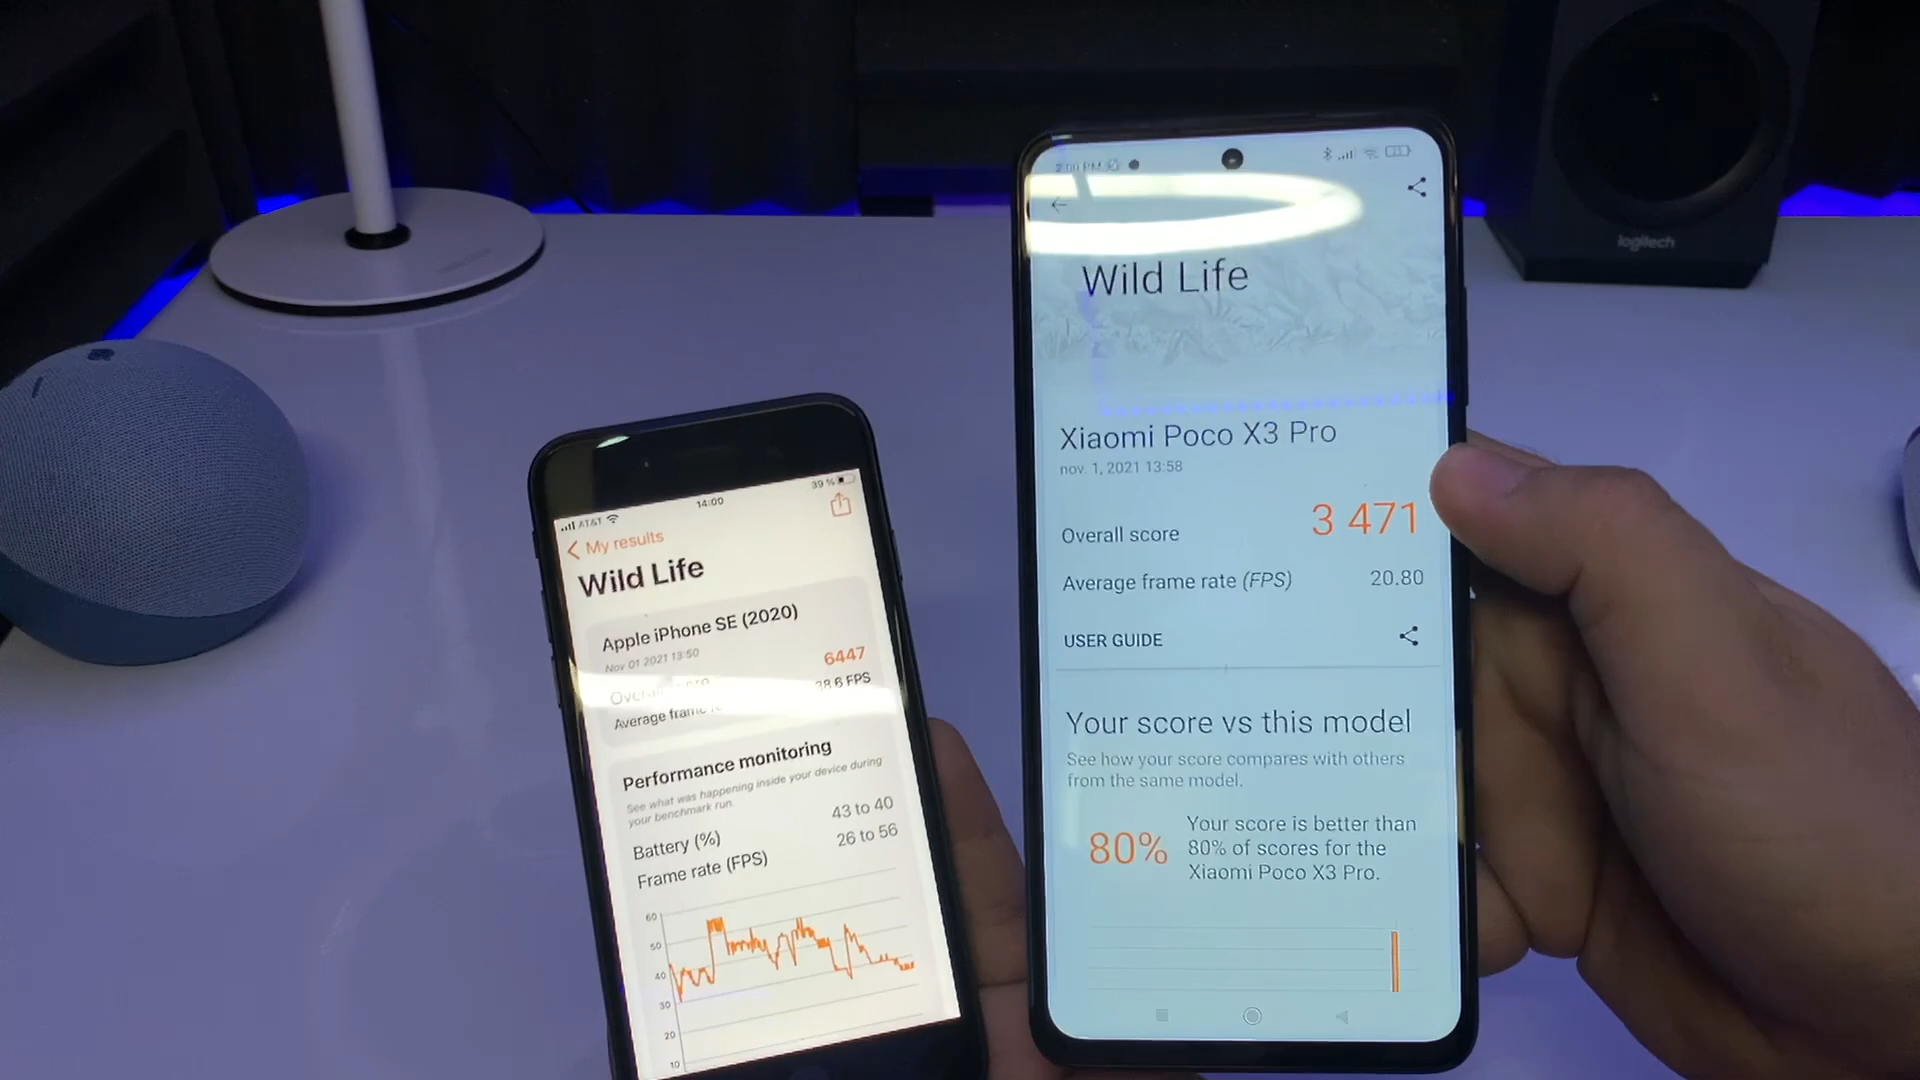 AT&T
14:00
39 %
My results
Wild Life
Apple iPhone SE (2020)
Nov 01 2021 13:50
6447
Average
38.6 FPS
Performance monitoring
See what was happening inside your device during
your benchmark run.
Battery (%)
43 to 40
Frame rate (FPS)
26 to 56
60
50
40
30
20
10
2:00 PM
Wild Life
Xiaomi Poco X3 Pro
nov. 1, 2021 13:58
Overall score
3 471
Average frame rate (FPS)
20.80
USER GUIDE
Your score vs this model
See how your score compares with others
from the same model.
80%
Your score is better than
80% of scores for the
Xiaomi Poco X3 Pro.
logitech